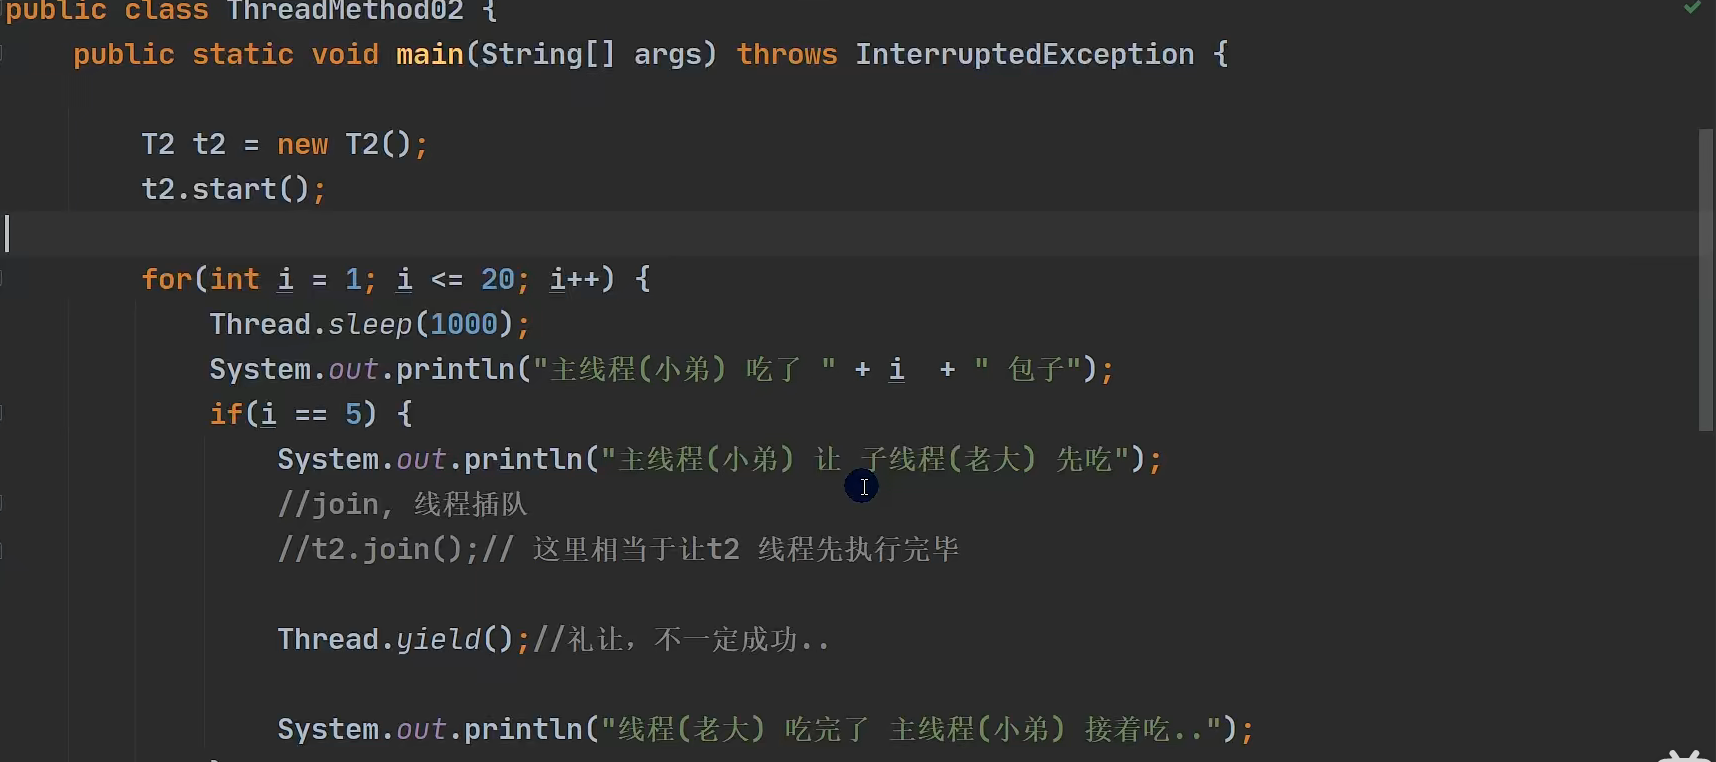 public class ThreadMethod02 {
public static void main(String[] args) throws InterruptedException {
T2 t2 = new T2();
t2.start();
for(int i = 1; i <= 20; i++) {
Thread.sleep(1000);
System.out.println("主线程(小弟) 吃了 " + i  + " 包子");
if(i == 5) {
System.out.println("主线程(小弟) 让 子线程(老大) 先吃");
//join, 线程插队
//t2.join();// 这里相当于让t2 线程先执行完毕
Thread.yield();//礼让，不一定成功..
System.out.println("线程(老大) 吃完了 主线程(小弟) 接着吃..");